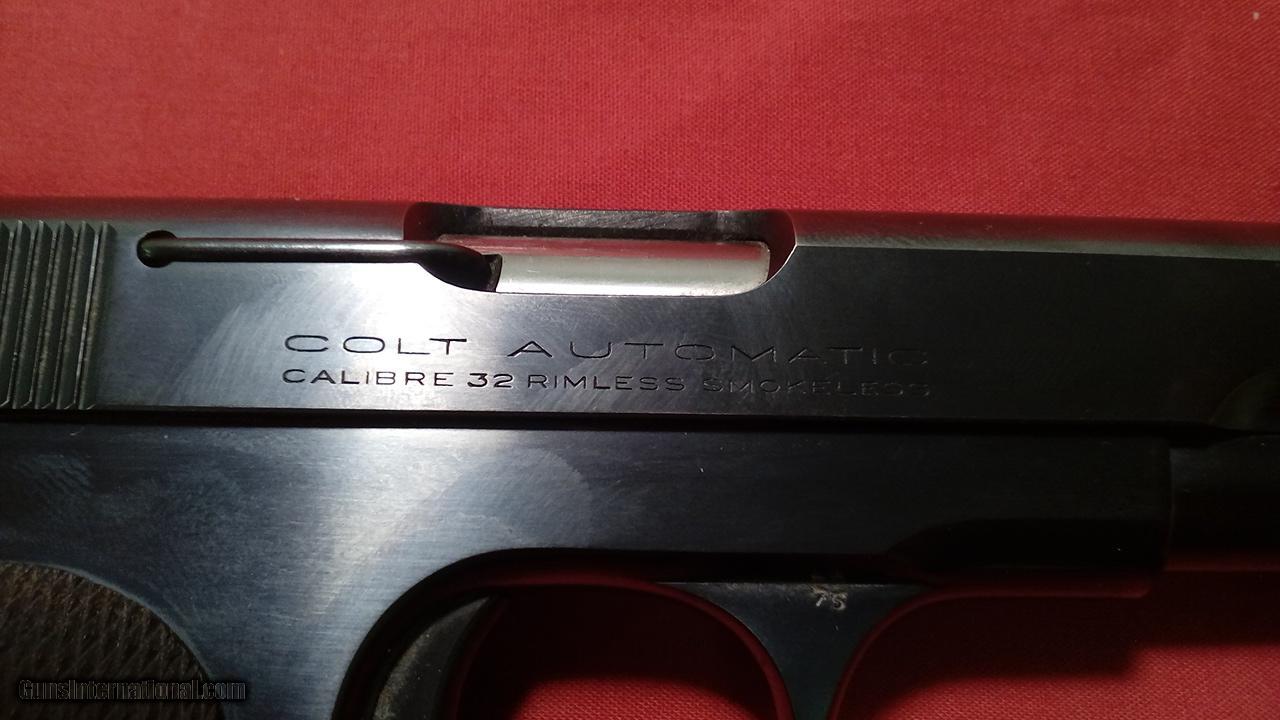 COLT AUTOMATIC
CALIBRE 32 RIMLESS SMOKELESS
75
GunsInternational.com